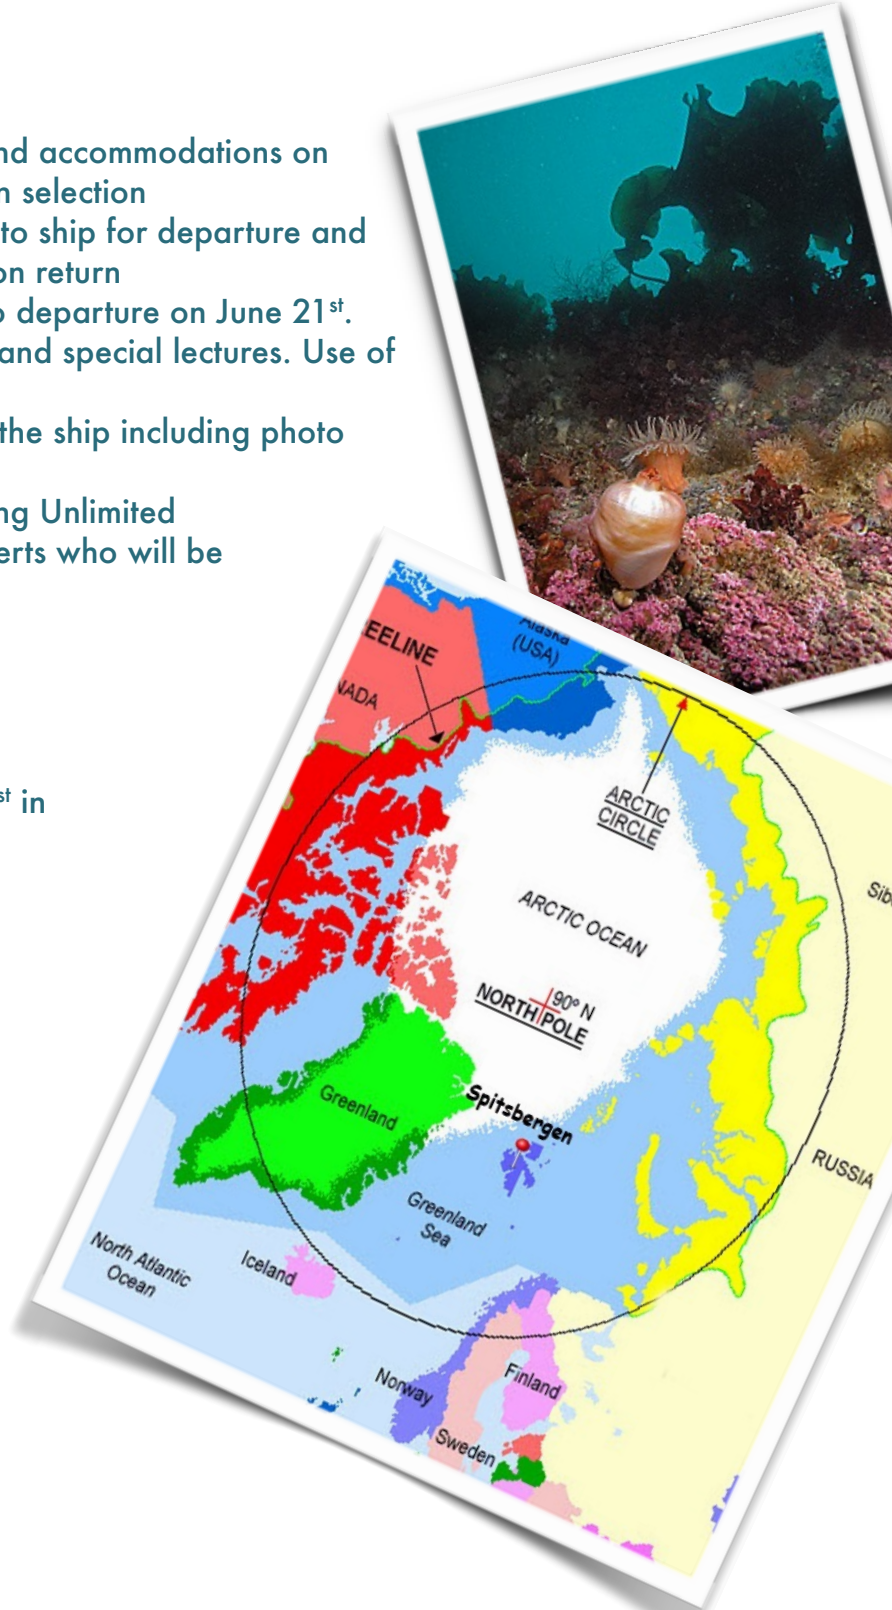 nd accommodations on
n selection
to ship for departure and
on return
o departure on June 21st.
and special lectures. Use of
the ship including photo
ng Unlimited
erts who will be
st in
Alaska
(USA)
EELINE
NADA
ARCTIC
CIRCLE
Sib
ARCTIC OCEAN
90° N
NORTH POLE
Spitsbergen
Greenland
RUSSIA
Greenland
Sea
North Atlantic
Ocean
Iceland
Norway
Finland
Sweden